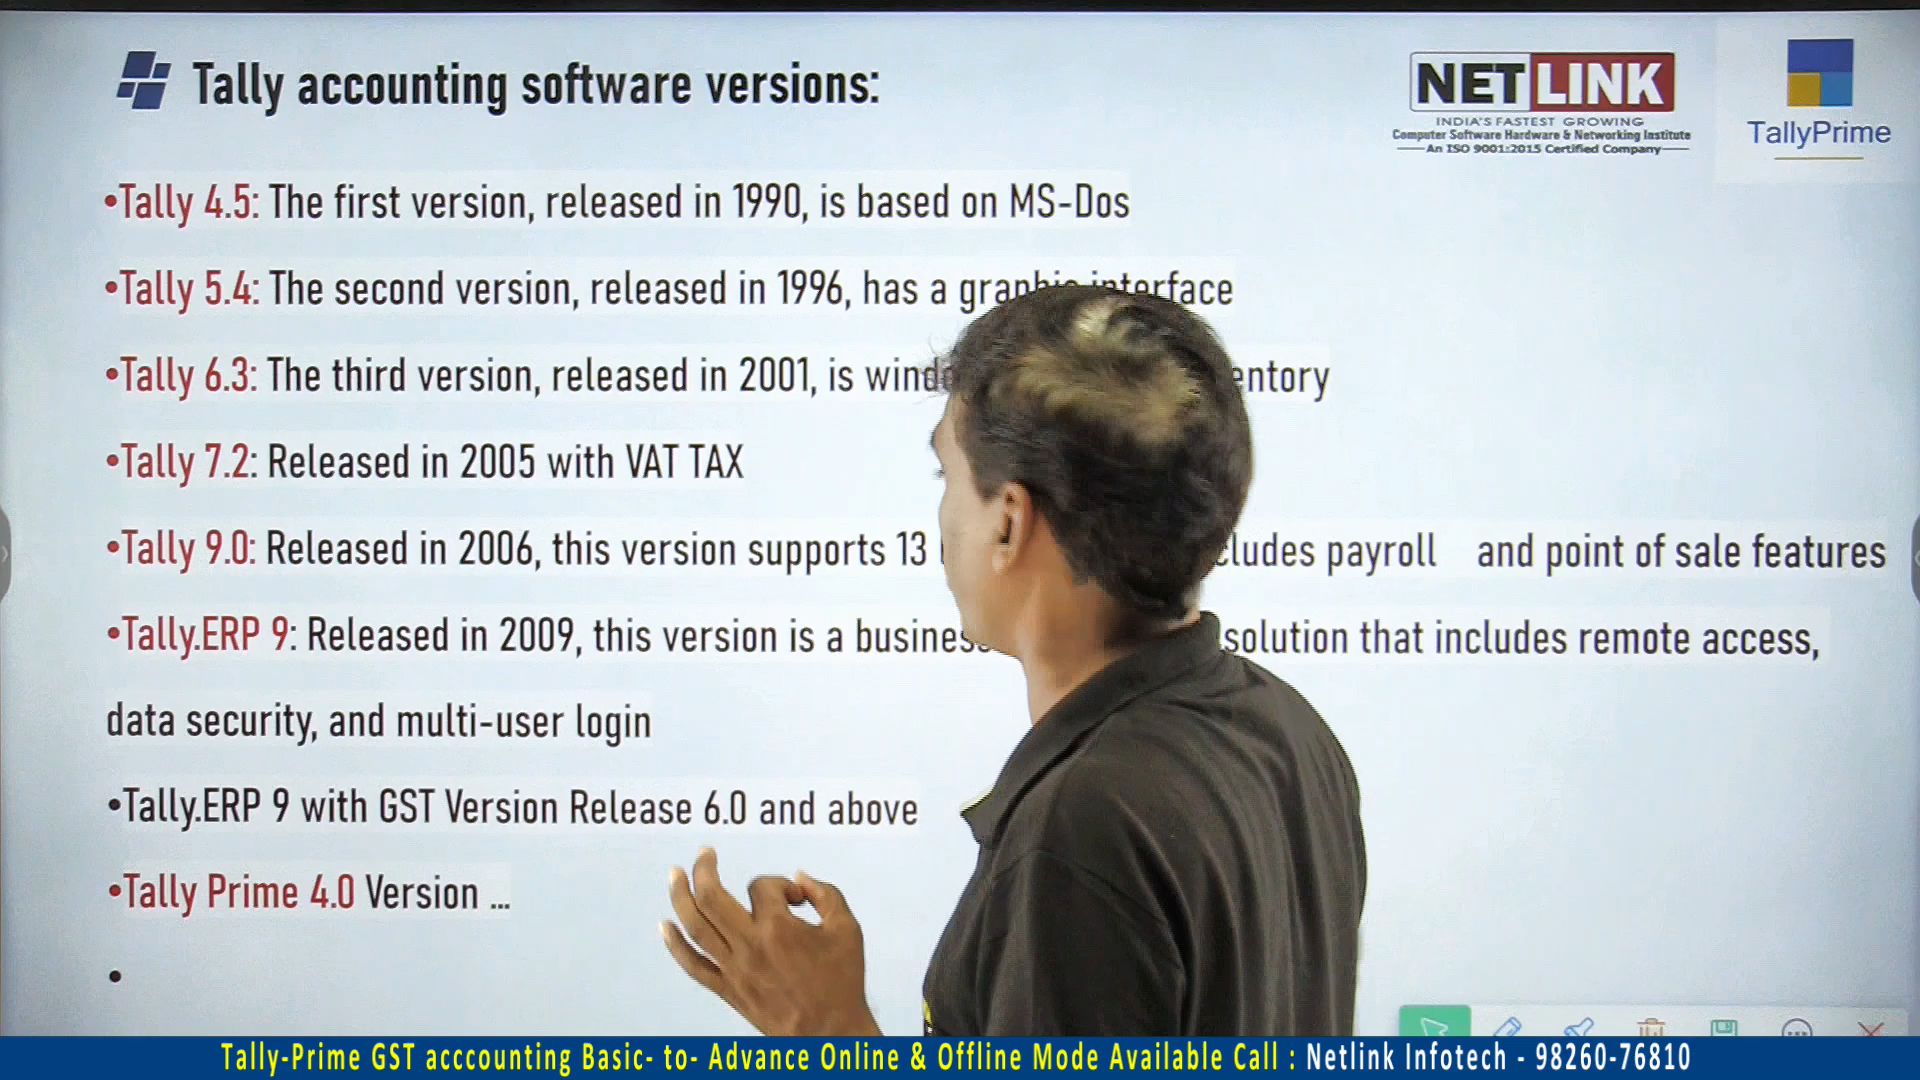 Tally accounting software versions:
NETLINK
INDIA'S FASTEST GROWING
Computer Software Hardware & Networking Institute
An ISO 9001:2015 Certified Company
TallyPrime
•Tally 4.5: The first version, released in 1990, is based on MS-Dos
•Tally 5.4: The second version, released in 1996, has a graphic interface
•Tally 6.3: The third version, released in 2001, is
•Tally 7.2: Released in 2005 with VAT TAX
•Tally 9.0: Released in 2006, this version supports 13 payroll and point of sale features
•Tally.ERP 9: Released in 2009, this version is a solution that includes remote access,
data security, and multi-user login
•Tally.ERP 9 with GST Version Release 6.0 and above
•Tally Prime 4.0 Version ...
•
Tally-Prime GST acccounting Basic- to- Advance Online & Offline Mode Available Call : Netlink Infotech - 98260-76810